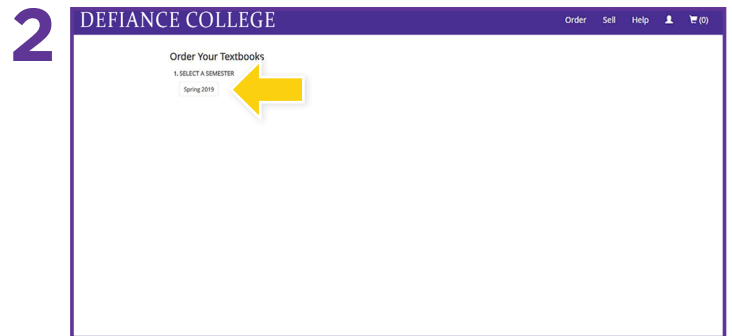 2
DEFIANCE COLLEGE
Order Sell Help (0)
Order Your Textbooks
1. SELECT A SEMESTER
Spring 2019